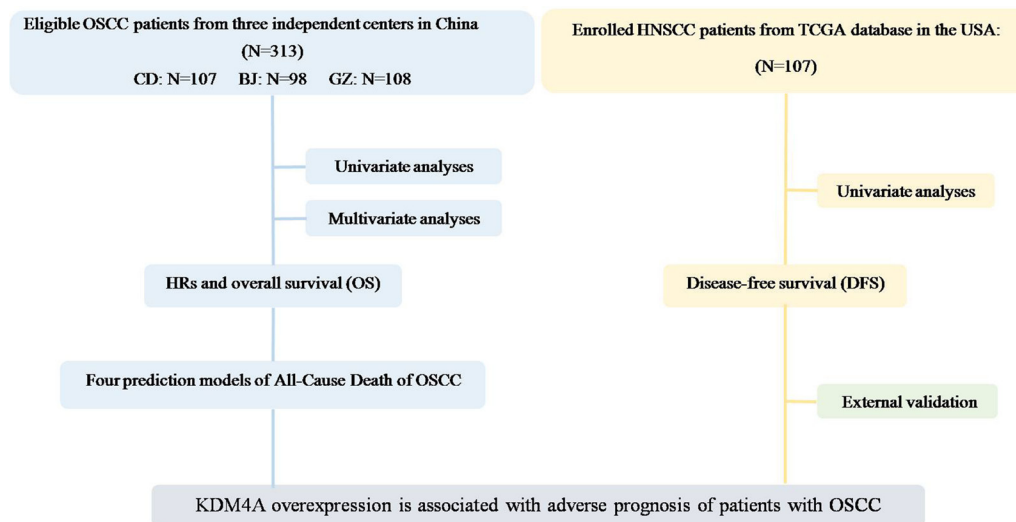 Eligible OSCC patients from three independent centers in China
(N=313)
CD: N=107 BJ: N=98 GZ: N=108
Univariate analyses
Multivariate analyses
HRs and overall survival (OS)
Four prediction models of All-Cause Death of OSCC
Enrolled HNSCC patients from TCGA database in the USA:
(N=107)
Univariate analyses
Disease-free survival (DFS)
External validation
KDM4A overexpression is associated with adverse prognosis of patients with OSCC